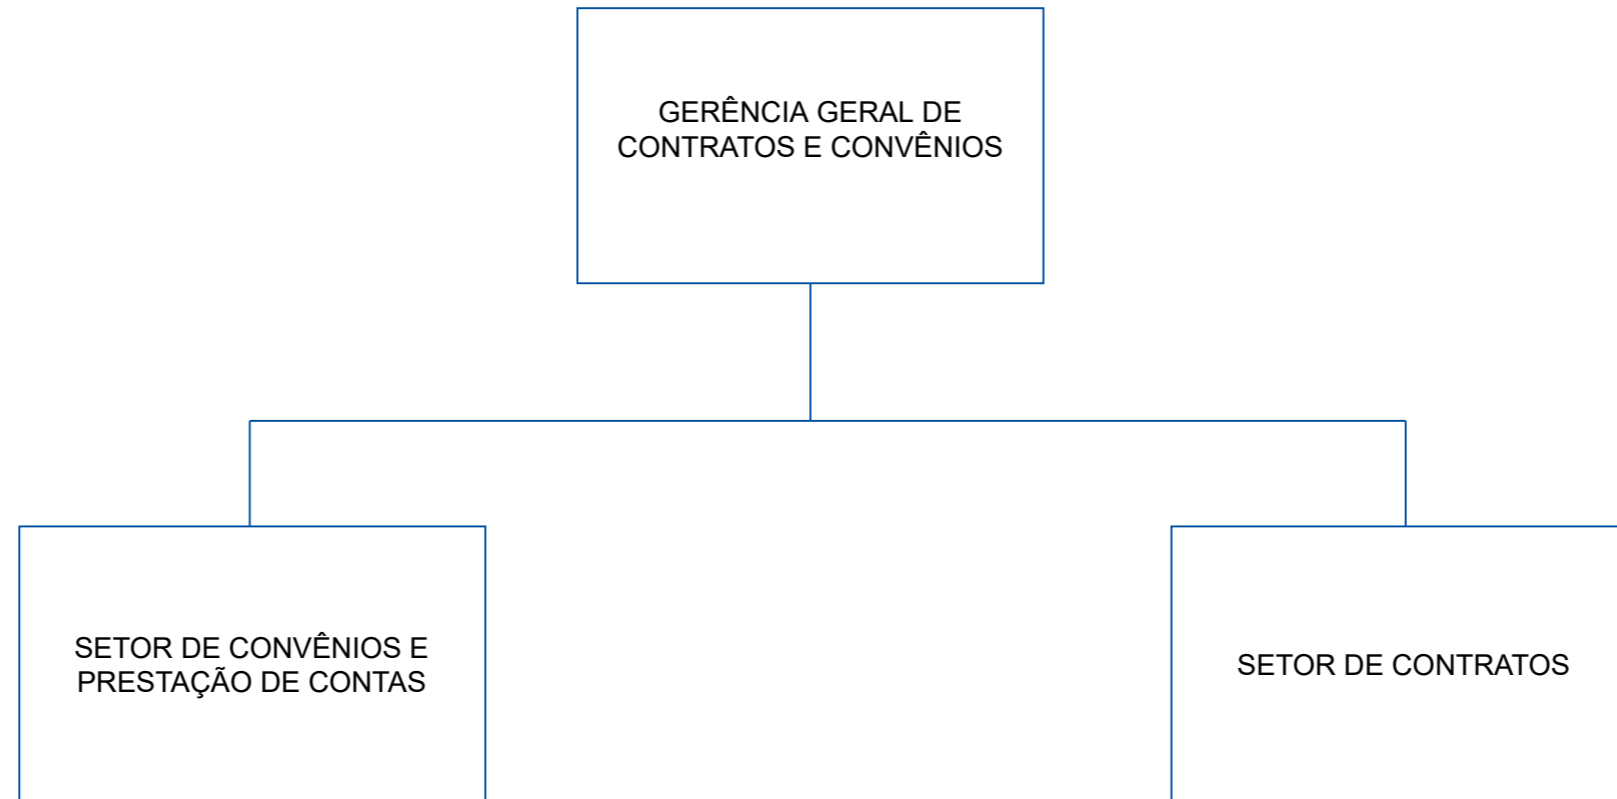 GERÊNCIA GERAL DE
CONTRATOS E CONVÊNIOS
SETOR DE CONVÊNIOS E
PRESTAÇÃO DE CONTAS
SETOR DE CONTRATOS